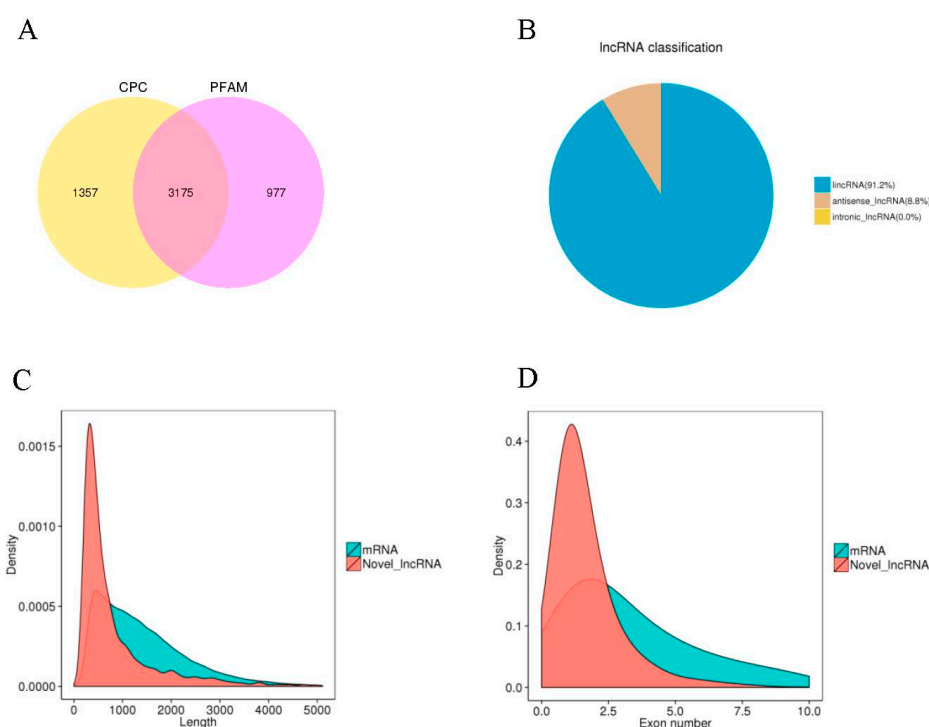 A
CPC PFAM
1357 3175 977
B
lncRNA classification
lincRNA(91.2%)
antisense_lncRNA(8.8%)
intronic_lncRNA(0.0%)
C
0.0015
0.0010
0.0005
0.0000
Density
0 1000 2000 3000 4000 5000
Length
mRNA
Novel_lncRNA
D
0.4
0.3
0.2
0.1
0.0
Density
0.0 2.5 5.0 7.5 10.0
Exon number
mRNA
Novel_lncRNA